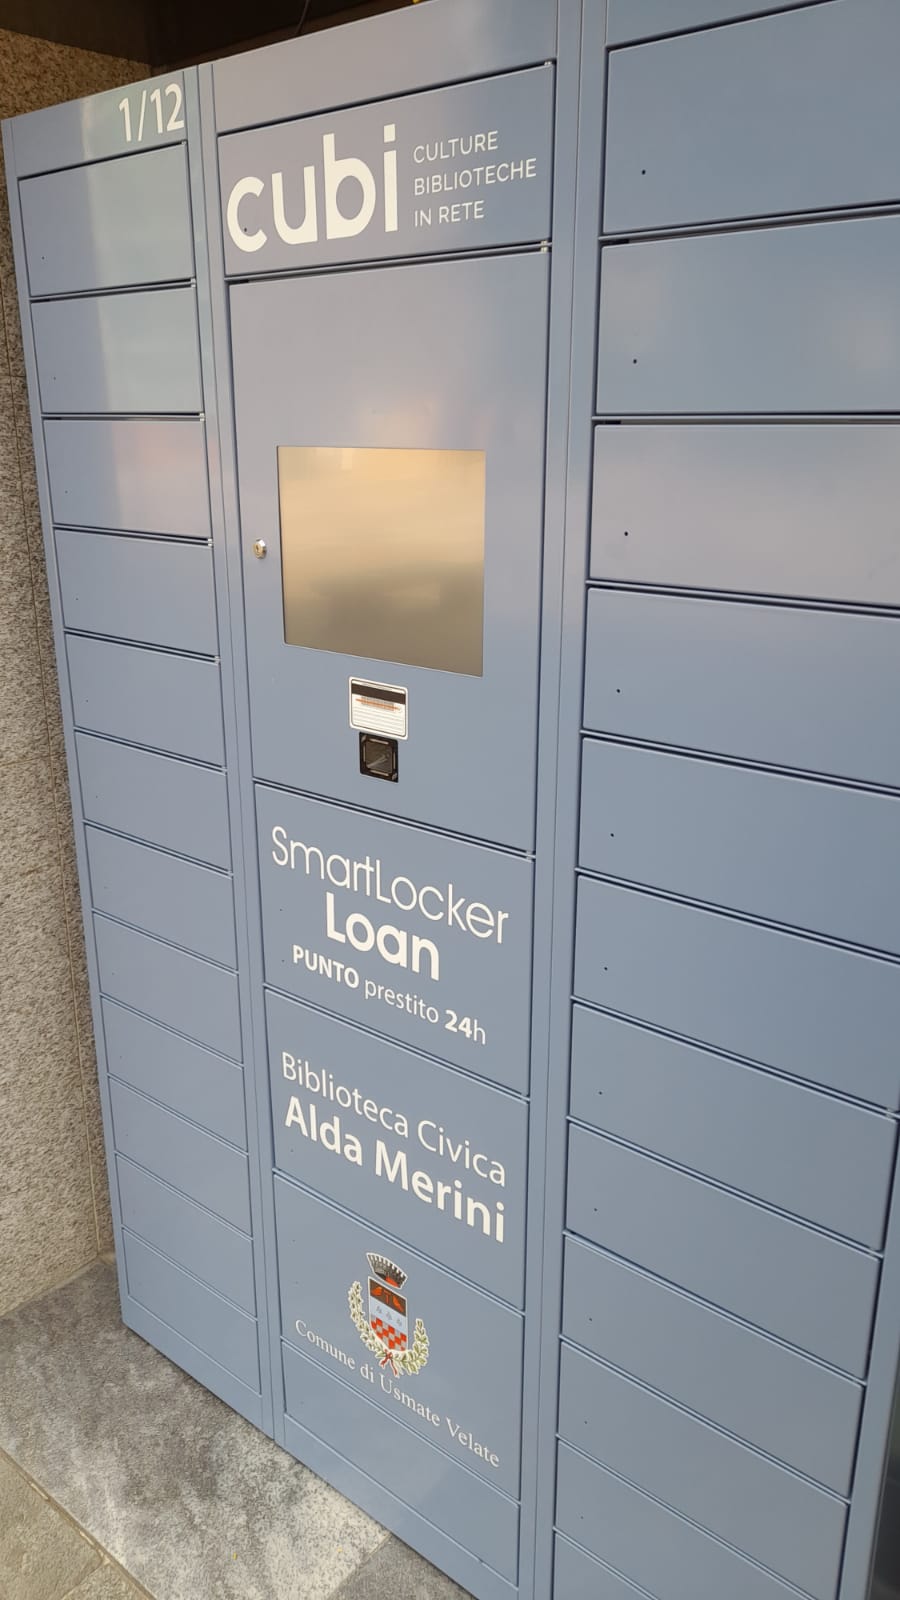 1/12
cubi
CULTURE
BIBLIOTECHE
IN RETE
SmartLocker
Loan
PUNTO prestito 24h
Biblioteca Civica
Alda Merini
Comune di Usmate Velate